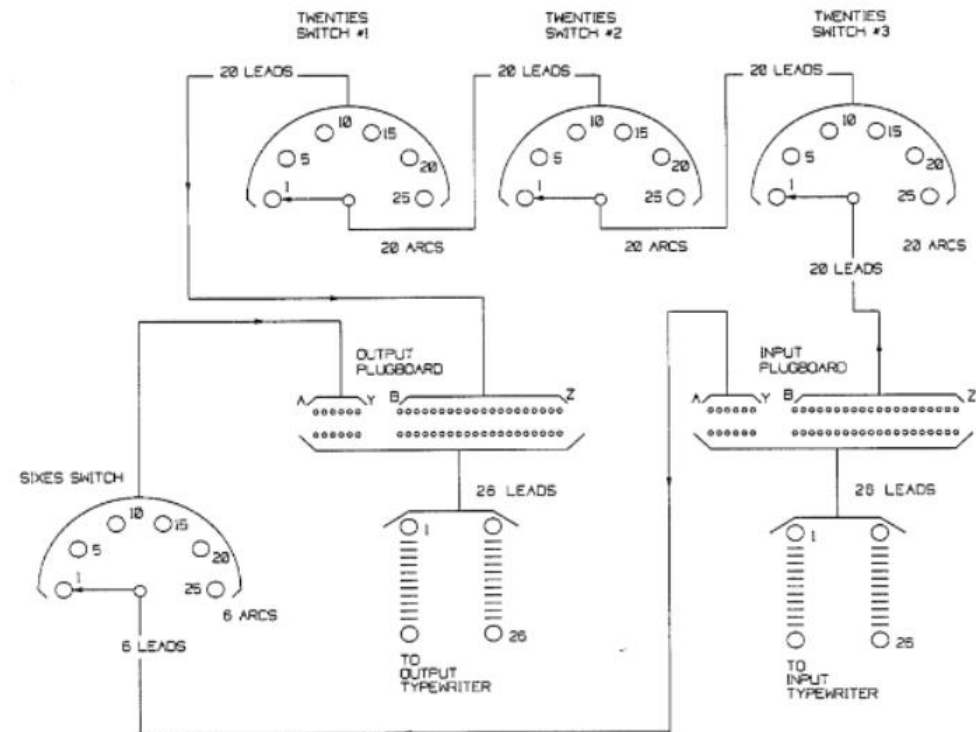 TWENTIES
SWITCH #1
TWENTIES
SWITCH #2
TWENTIES
SWITCH #3
20 LEADS
20 LEADS
20 LEADS
1
5
10
15
20
25
1
5
10
15
20
25
1
5
10
15
20
25
20 ARCS
20 ARCS
20 ARCS
20 LEADS
OUTPUT
PLUGBOARD
INPUT
PLUGBOARD
A
Y
B
Z
A
Y
B
Z
SIXES SWITCH
26 LEADS
26 LEADS
1
5
10
15
20
25
6 ARCS
6 LEADS
1
26
1
26
TO
OUTPUT
TYPEWRITER
TO
INPUT
TYPEWRITER